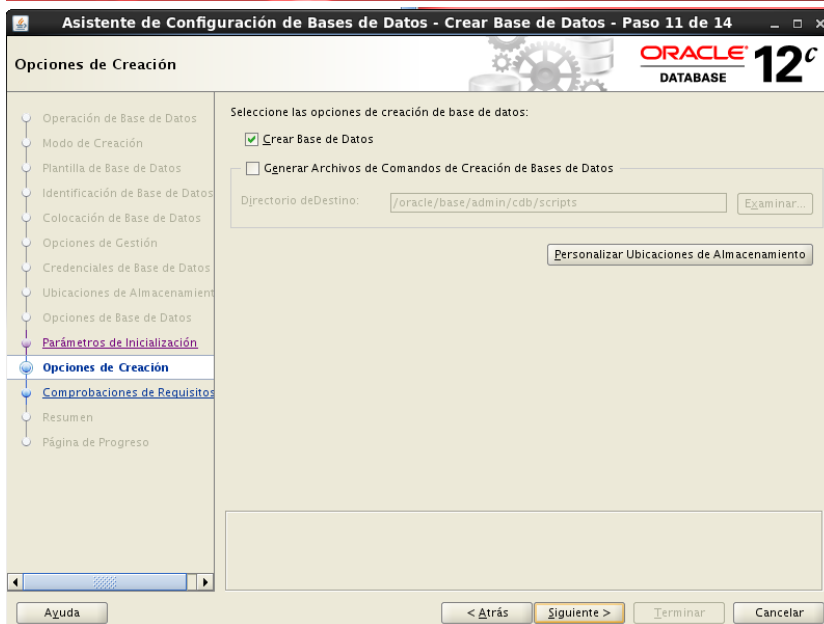 Asistente de Configuración de Bases de Datos - Crear Base de Datos - Paso 11 de 14
Opciones de Creación
ORACLE
DATABASE
12c
Operación de Base de Datos
Modo de Creación
Plantilla de Base de Datos
Identificación de Base de Datos
Colocación de Base de Datos
Opciones de Gestión
Credenciales de Base de Datos
Ubicaciones de Almacenamient
Opciones de Base de Datos
Parámetros de Inicialización
Opciones de Creación
Comprobaciones de Requisitos
Resumen
Página de Progreso
Seleccione las opciones de creación de base de datos:
Crear Base de Datos
Generar Archivos de Comandos de Creación de Bases de Datos
Directorio deDestino: /oracle/base/admin/cdb/scripts Examinar...
Personalizar Ubicaciones de Almacenamiento
Ayuda < Atrás Siguiente > Terminar Cancelar